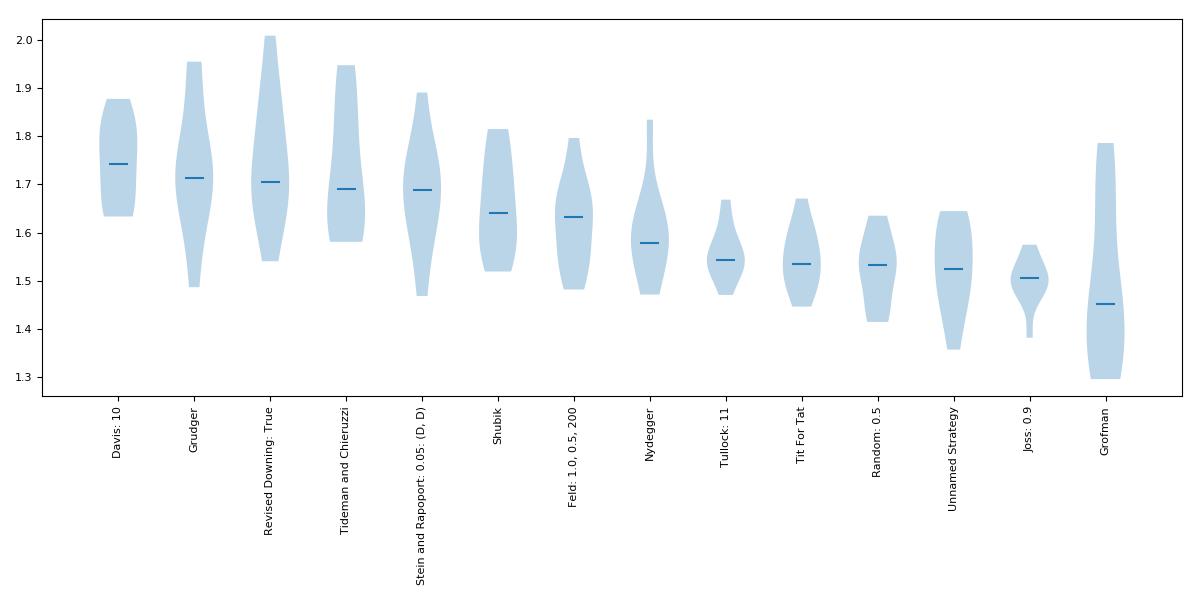 2.0
1.9
1.8
1.7
1.6
1.5
1.4
1.3
Davis: 10
Grudger
Revised Downing: True
Tideman and Chieruzzi
Stein and Rapoport: 0.05: (D, D)
Shubik
Feld: 1.0, 0.5, 200
Nydegger
Tullock: 11
Tit For Tat
Random: 0.5
Unnamed Strategy
Joss: 0.9
Grofman